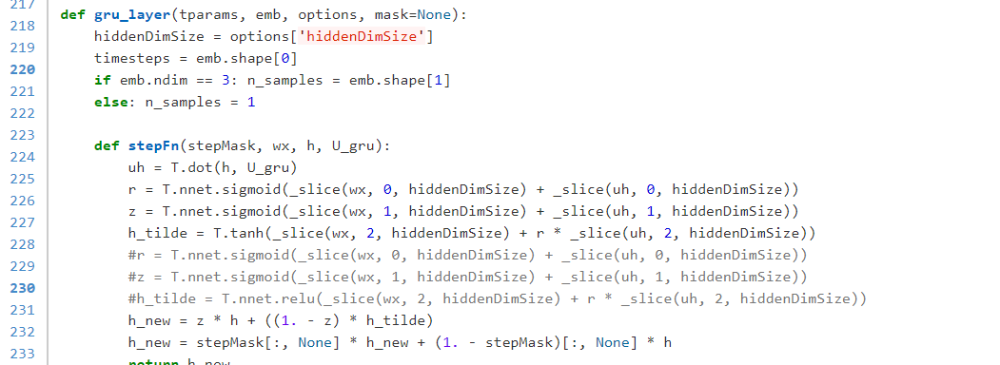 217
218 def gru_layer(tparams, emb, options, mask=None):
219     hiddenDimSize = options['hiddenDimSize']
220     timesteps = emb.shape[0]
221     if emb.ndim == 3: n_samples = emb.shape[1]
222     else: n_samples = 1
223
224     def stepFn(stepMask, wx, h, U_gru):
225         uh = T.dot(h, U_gru)
226         r = T.nnet.sigmoid(_slice(wx, 0, hiddenDimSize) + _slice(uh, 0, hiddenDimSize))
227         z = T.nnet.sigmoid(_slice(wx, 1, hiddenDimSize) + _slice(uh, 1, hiddenDimSize))
228         h_tilde = T.tanh(_slice(wx, 2, hiddenDimSize) + r * _slice(uh, 2, hiddenDimSize))
229         #r = T.nnet.sigmoid(_slice(wx, 0, hiddenDimSize) + _slice(uh, 0, hiddenDimSize))
230         #z = T.nnet.sigmoid(_slice(wx, 1, hiddenDimSize) + _slice(uh, 1, hiddenDimSize))
231         #h_tilde = T.nnet.relu(_slice(wx, 2, hiddenDimSize) + r * _slice(uh, 2, hiddenDimSize))
232         h_new = z * h + ((1. - z) * h_tilde)
233         h_new = stepMask[:, None] * h_new + (1. - stepMask)[:, None] * h
        return h_new